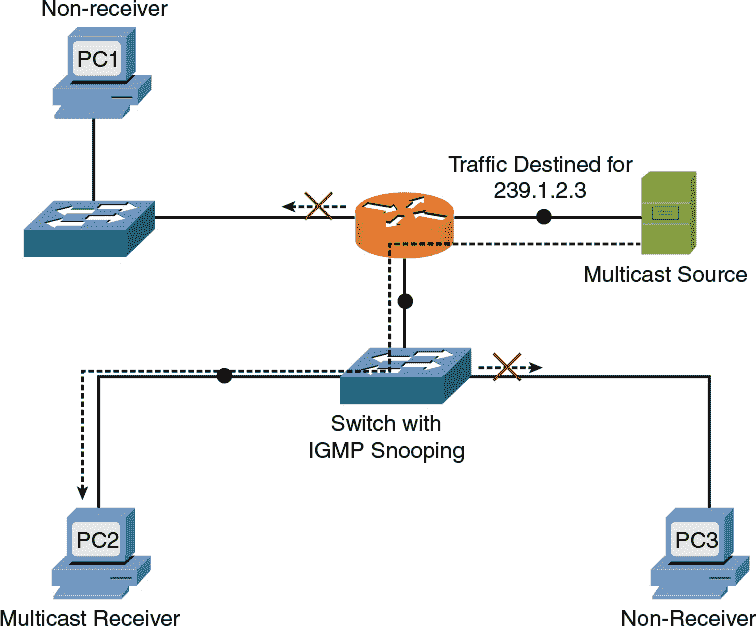 Non-receiver
PC1
Traffic Destined for
239.1.2.3
Multicast Source
Switch with
IGMP Snooping
PC2
PC3
Multicast Receiver
Non-Receiver